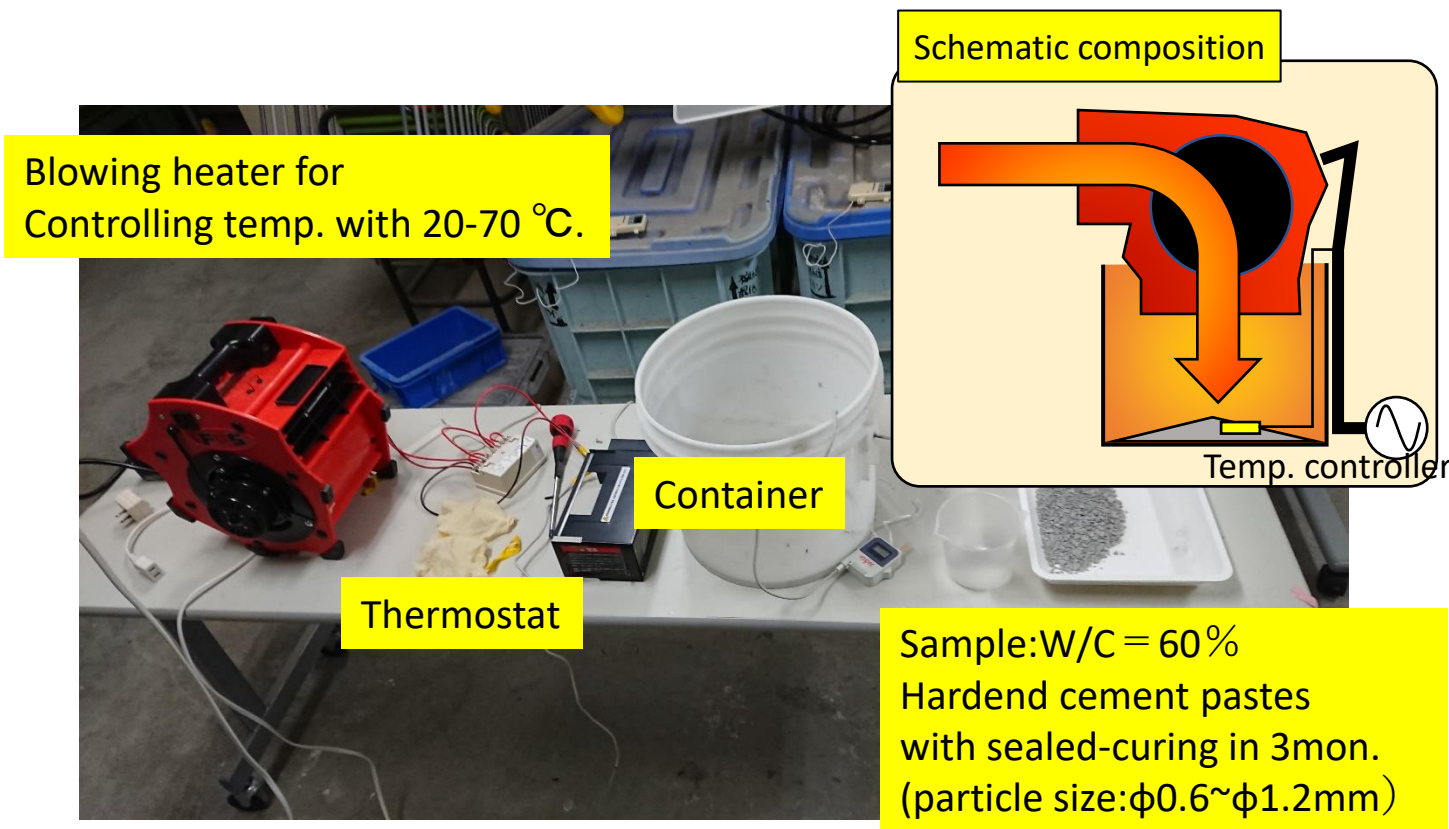 Schematic composition
Blowing heater for
Controlling temp. with 20-70 ℃.
Container
Temp. controller
Thermostat
Sample:W/C＝60％
Hardend cement pastes
with sealed-curing in 3mon.
(particle size:φ0.6~φ1.2mm）